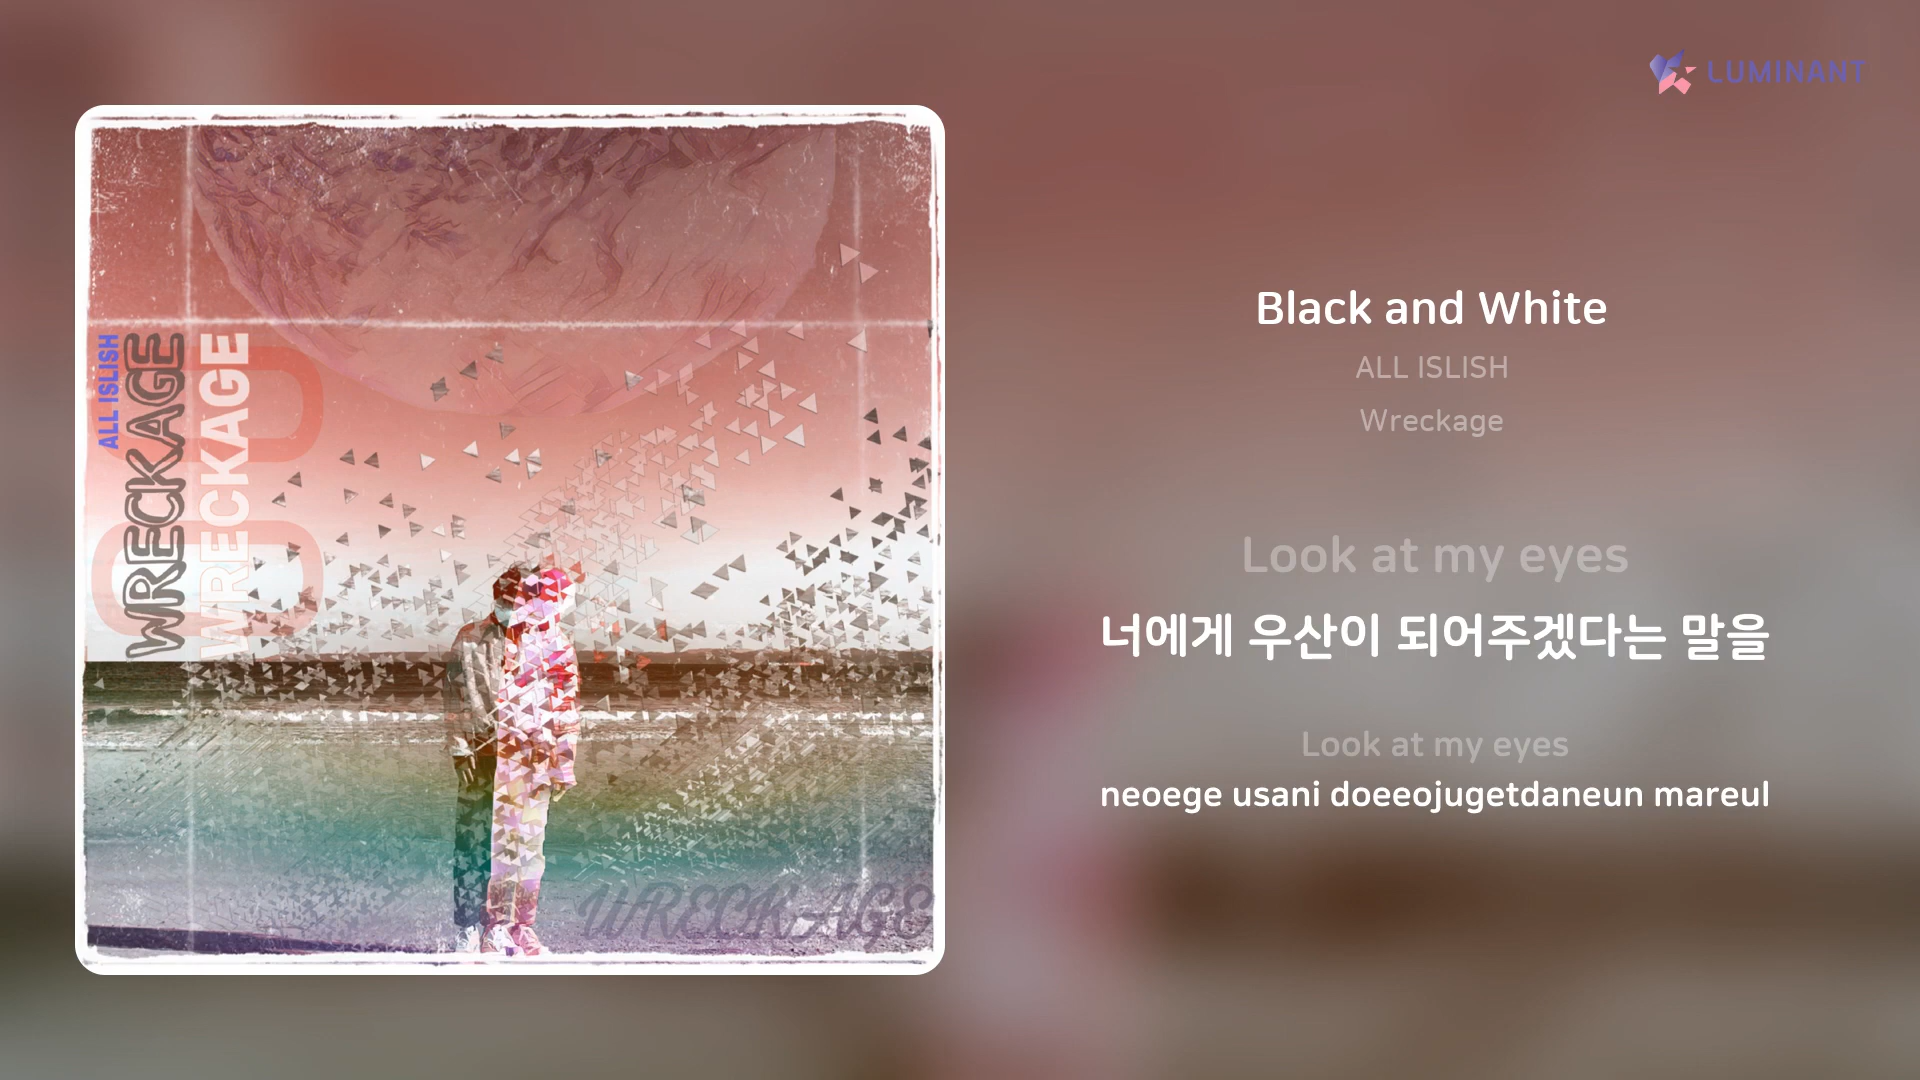 LUMINANT
ALL ISLISH
WRECKAGE
WRECKAGE
WRECKAGE
Black and White
ALL ISLISH
Wreckage
Look at my eyes
너에게 우산이 되어주겠다는 말을
Look at my eyes
neoege usani doeeojugetdaneun mareul